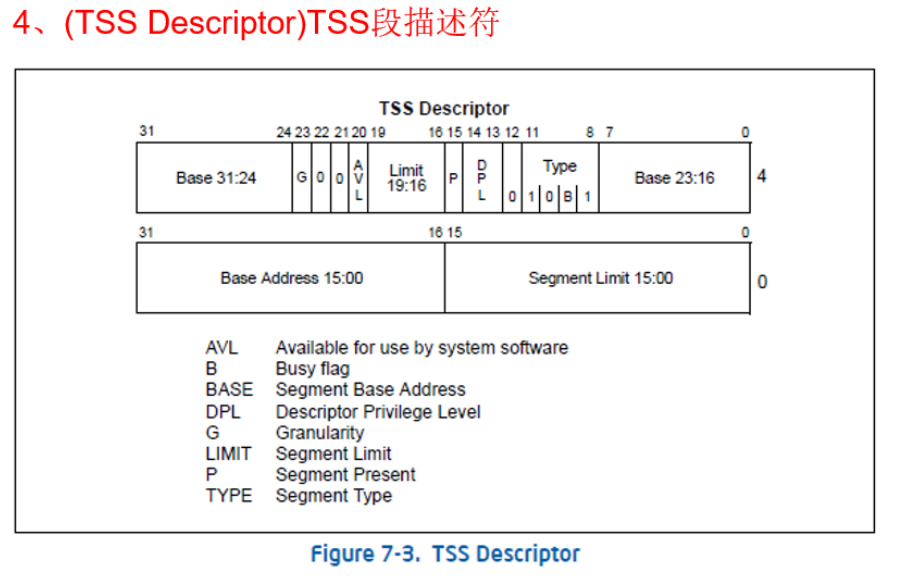 4、(TSS Descriptor)TSS段描述符
TSS Descriptor
31 24 23 22 21 20 19 16 15 14 13 12 11 8 7 0
Base 31:24 G 0 0 AVL Limit 19:16 P DPL 0 Type 1 0 B 1 Base 23:16 4
31 16 15 0
Base Address 15:00 Segment Limit 15:00 0
AVL Available for use by system software
B Busy flag
BASE Segment Base Address
DPL Descriptor Privilege Level
G Granularity
LIMIT Segment Limit
P Segment Present
TYPE Segment Type
Figure 7-3. TSS Descriptor